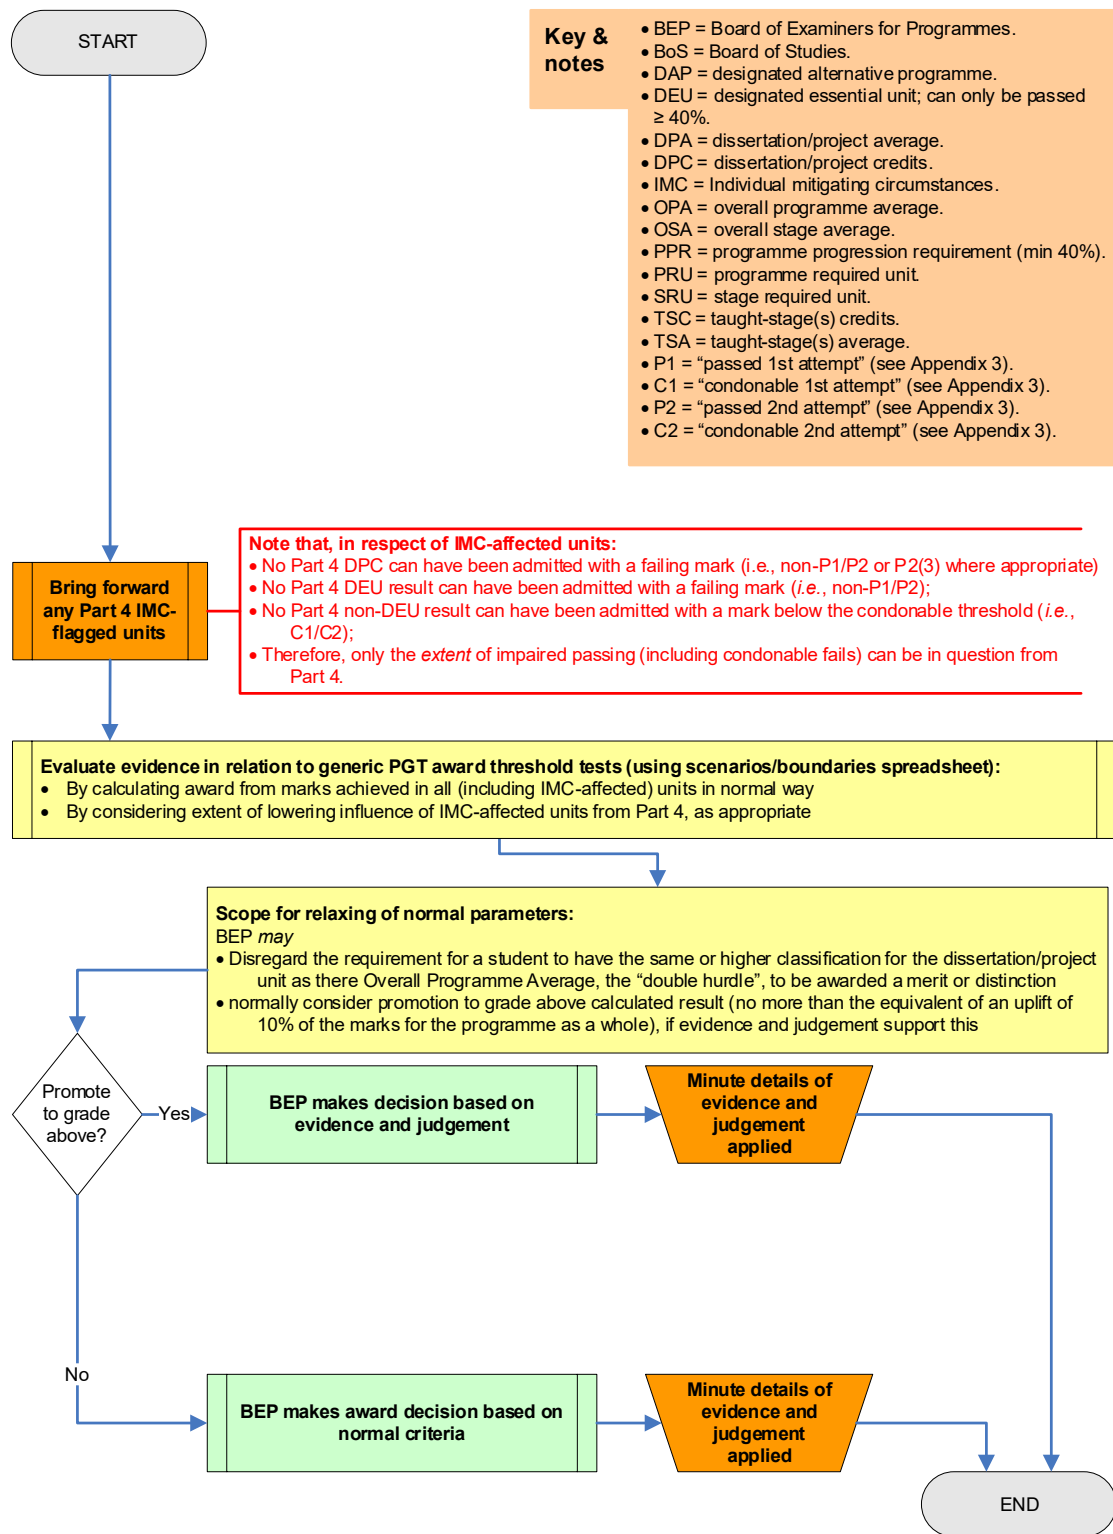 START
Key &
notes
• BEP = Board of Examiners for Programmes.
• BoS = Board of Studies.
• DAP = designated alternative programme.
• DEU = designated essential unit; can only be passed
≥ 40%.
• DPA = dissertation/project average.
• DPC = dissertation/project credits.
• IMC = Individual mitigating circumstances.
• OPA = overall programme average.
• OSA = overall stage average.
• PPR = programme progression requirement (min 40%).
• PRU = programme required unit.
• SRU = stage required unit.
• TSC = taught-stage(s) credits.
• TSA = taught-stage(s) average.
• P1 = “passed 1st attempt” (see Appendix 3).
• C1 = “condonable 1st attempt” (see Appendix 3).
• P2 = “passed 2nd attempt” (see Appendix 3).
• C2 = “condonable 2nd attempt” (see Appendix 3).
Bring forward
any Part 4 IMC-
flagged units
Note that, in respect of IMC-affected units:
• No Part 4 DPC can have been admitted with a failing mark (i.e., non-P1/P2 or P2(3) where appropriate)
• No Part 4 DEU result can have been admitted with a failing mark (i.e., non-P1/P2);
• No Part 4 non-DEU result can have been admitted with a mark below the condonable threshold (i.e.,
C1/C2);
• Therefore, only the extent of impaired passing (including condonable fails) can be in question from
Part 4.
Evaluate evidence in relation to generic PGT award threshold tests (using scenarios/boundaries spreadsheet):
• By calculating award from marks achieved in all (including IMC-affected) units in normal way
• By considering extent of lowering influence of IMC-affected units from Part 4, as appropriate
Scope for relaxing of normal parameters:
BEP may
• Disregard the requirement for a student to have the same or higher classification for the dissertation/project
unit as there Overall Programme Average, the “double hurdle”, to be awarded a merit or distinction
• normally consider promotion to grade above calculated result (no more than the equivalent of an uplift of
10% of the marks for the programme as a whole), if evidence and judgement support this
Promote
to grade
above?
Yes
BEP makes decision based on
evidence and judgement
Minute details of
evidence and
judgement
applied
No
BEP makes award decision based on
normal criteria
Minute details of
evidence and
judgement
applied
END